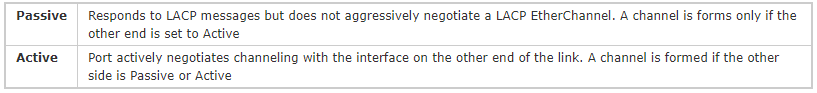 Passive Responds to LACP messages but does not aggressively negotiate a LACP EtherChannel. A channel is forms only if the
other end is set to Active
Active Port actively negotiates channeling with the interface on the other end of the link. A channel is formed if the other
side is Passive or Active